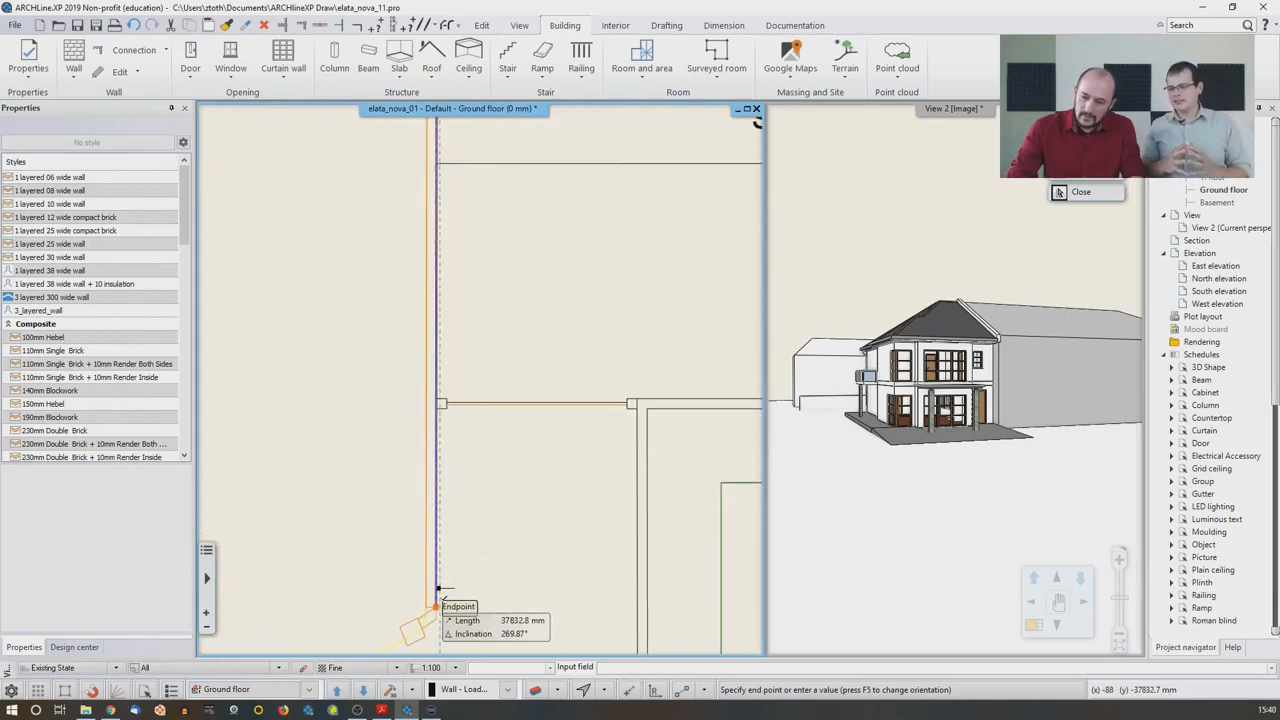 ARCHLine.XP 2019 Non-profit (education) C:\Users\ztoth\Documents\ARCHlineXP Draw\elata_nova_11.pro
File Edit View Building Interior Drafting Dimension Documentation Search
Properties Wall Connection Edit Door Window Curtain wall Column Beam Slab Roof Ceiling Stair Ramp Railing Room and area Surveyed room Google Maps Terrain Point cloud
Properties Wall Opening Structure Stair Room Massing and Site Point cloud
Properties
No style
Styles
1 layered 06 wide wall
1 layered 08 wide wall
1 layered 10 wide wall
1 layered 12 wide compact brick
1 layered 25 wide compact brick
1 layered 25 wide wall
1 layered 30 wide wall
1 layered 38 wide wall
1 layered 38 wide wall + 10 insulation
3 layered 300 wide wall
3_layered_wall
Composite
100mm Hebel
110mm Single Brick
110mm Single Brick + 10mm Render Both Sides
110mm Single Brick + 10mm Render Inside
140mm Blockwork
150mm Hebel
190mm Blockwork
230mm Double Brick
230mm Double Brick + 10mm Render Both ...
230mm Double Brick + 10mm Render Inside
Properties Design center
elata_nova_01 - Default - Ground floor (0 mm) *
Endpoint
Length 37832.8 mm
Inclination 269.87°
View 2 [Image] *
Close
Ground floor
Basement
View
View 2 (Current perspe
Section
Elevation
East elevation
North elevation
South elevation
West elevation
Plot layout
Mood board
Rendering
Schedules
3D Shape
Beam
Cabinet
Column
Countertop
Curtain
Door
Electrical Accessory
Grid ceiling
Group
Gutter
LED lighting
Luminous text
Moulding
Object
Picture
Plain ceiling
Plinth
Railing
Ramp
Roman blind
Project navigator Help
Existing State All Fine 1:100 Input field
Ground floor Wall - Load... Specify end point or enter a value (press F5 to change orientation) (x) -88 (y) -37832.7 mm
15:40